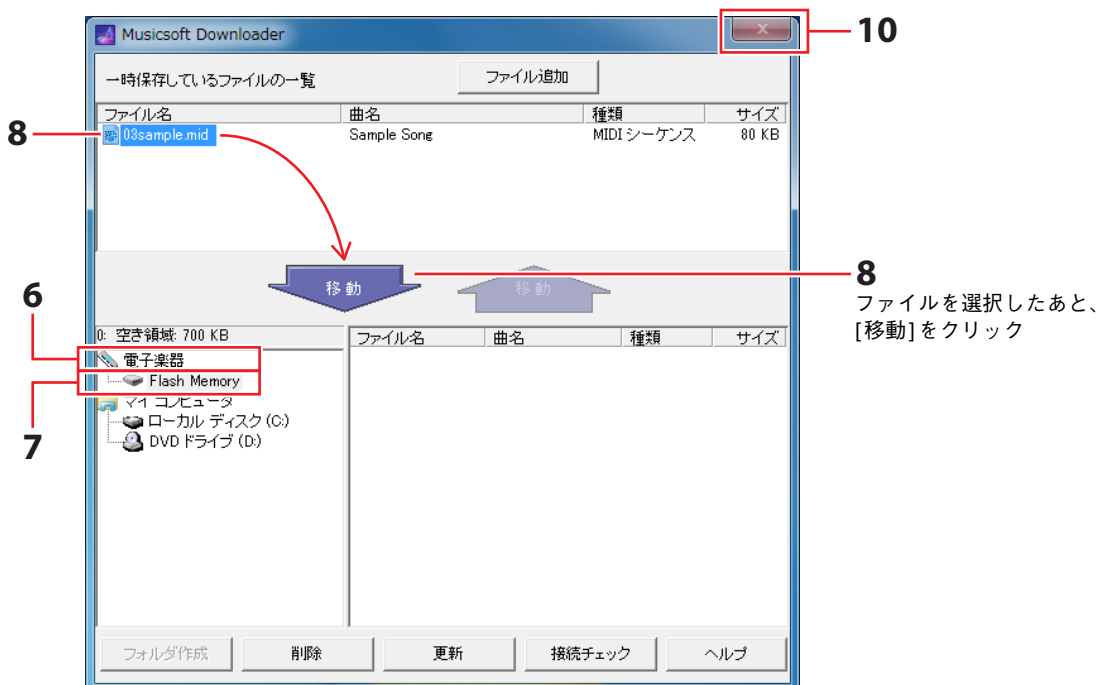 Musicsoft Downloader
10
一時保存しているファイルの一覧
ファイル追加
ファイル名 曲名 種類 サイズ
8
03sample.mid Sample Song MIDI シーケンス 80 KB
移動
移動
8
ファイルを選択したあと、
[移動]をクリック
6
0: 空き領域: 700 KB
ファイル名 曲名 種類 サイズ
電子楽器
Flash Memory
7
マイ コンピュータ
ローカル ディスク (C:)
DVD ドライブ (D:)
フォルダ作成 削除 更新 接続チェック ヘルプ